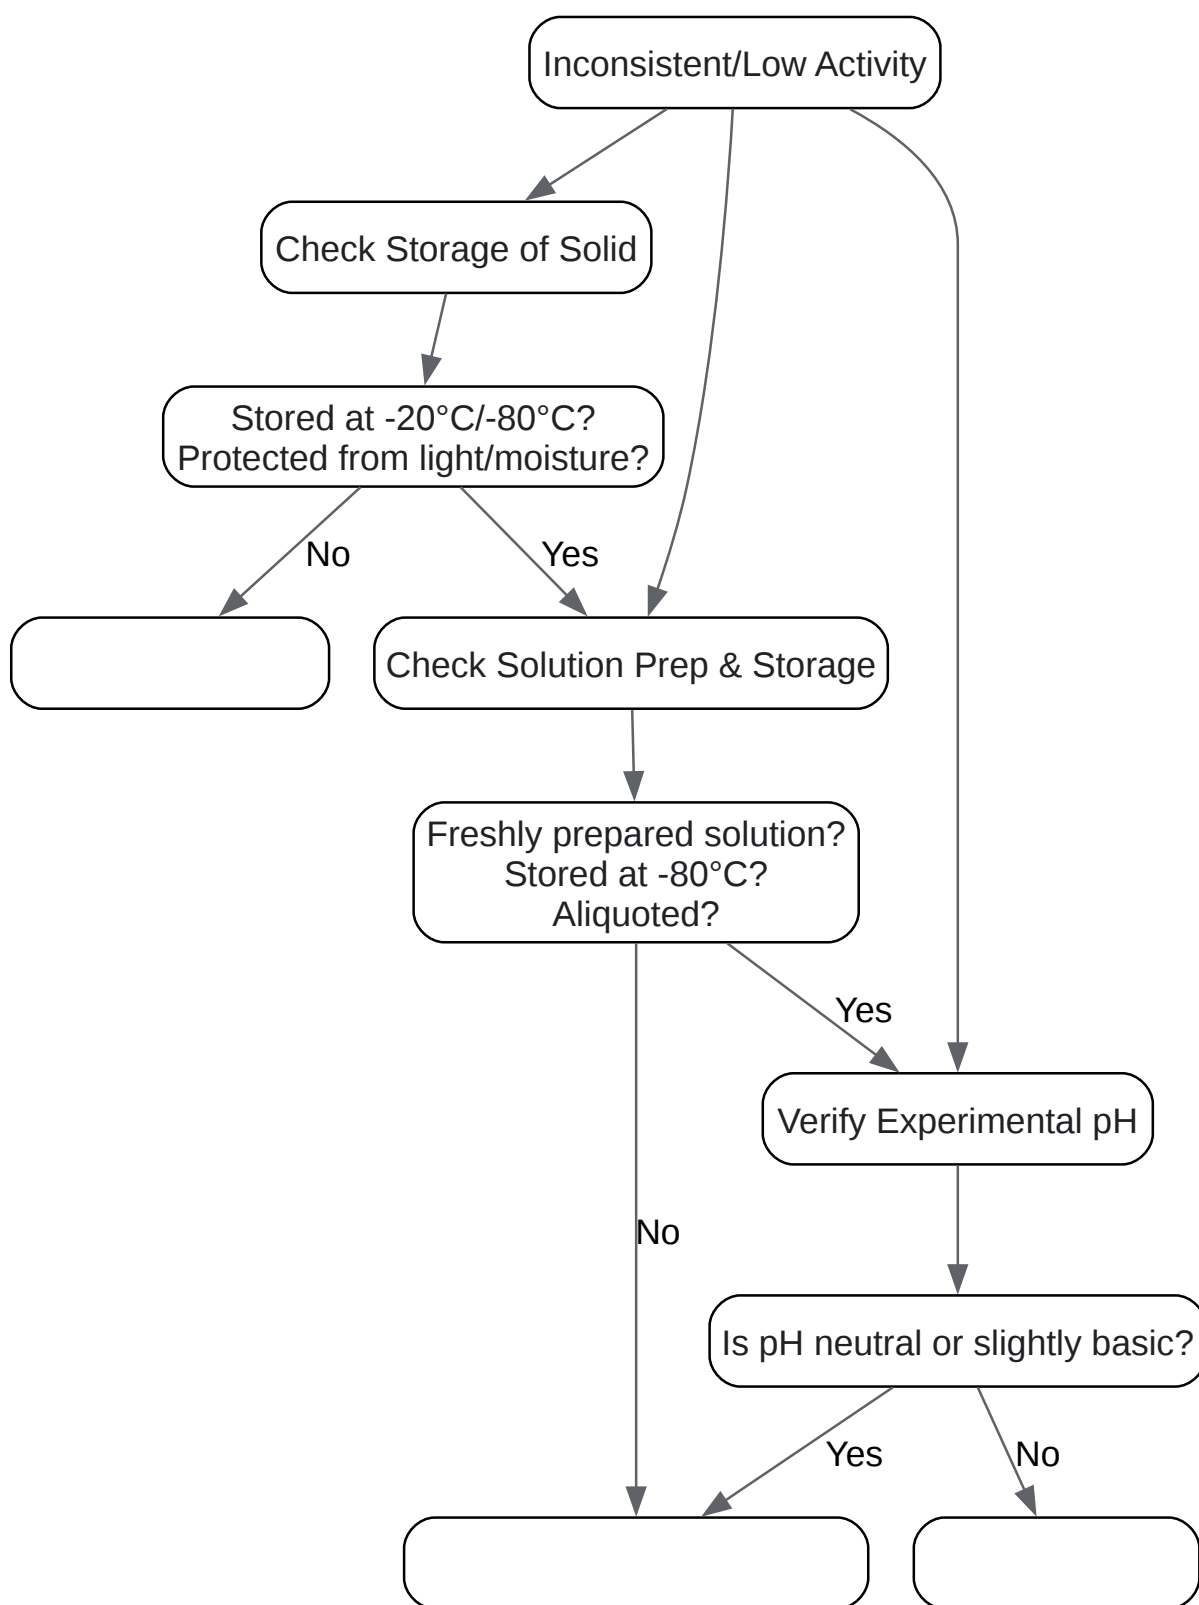 Inconsistent/Low Activity
Check Storage of Solid
Stored at -20°C/-80°C?
Protected from light/moisture?
No
Yes
Check Solution Prep & Storage
Freshly prepared solution?
Stored at -80°C?
Aliquoted?
Yes
Verify Experimental pH
No
Is pH neutral or slightly basic?
Yes
No